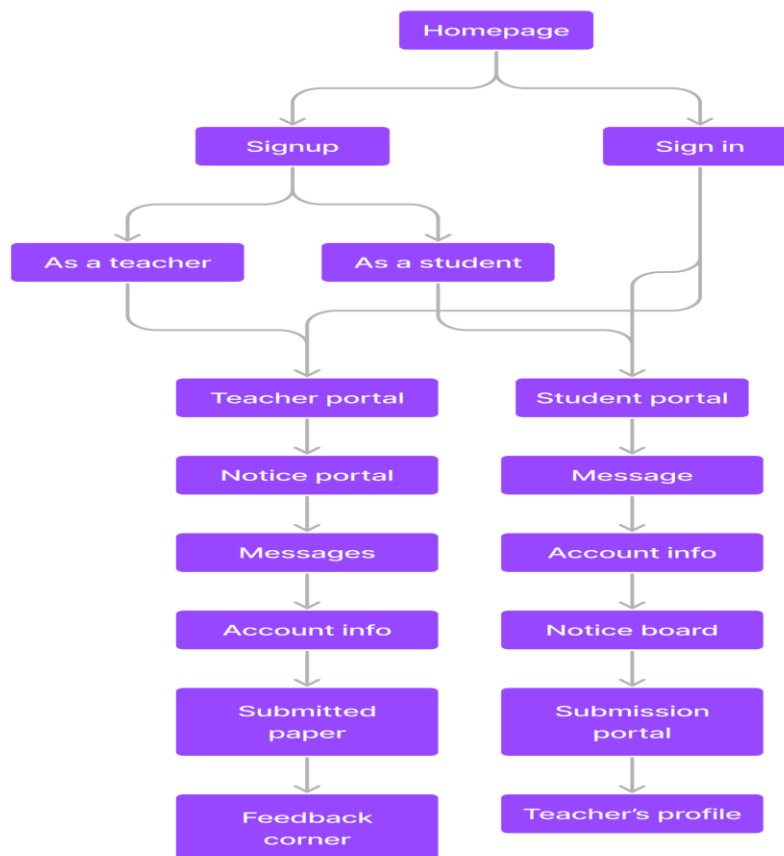 Homepage
Signup
Sign in
As a teacher
As a student
Teacher portal
Student portal
Notice portal
Message
Messages
Account info
Account info
Notice board
Submitted
paper
Submission
portal
Feedback
corner
Teacher’s profile